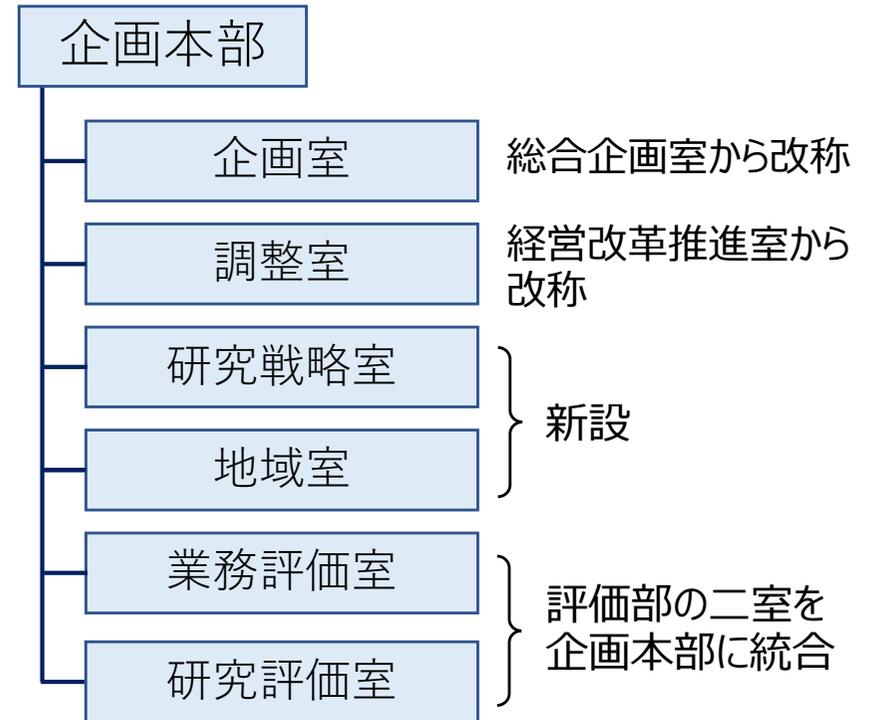 企画本部
企画室
総合企画室から改称
調整室
経営改革推進室から
改称
研究戦略室
地域室
新設
業務評価室
研究評価室
評価部の二室を
企画本部に統合